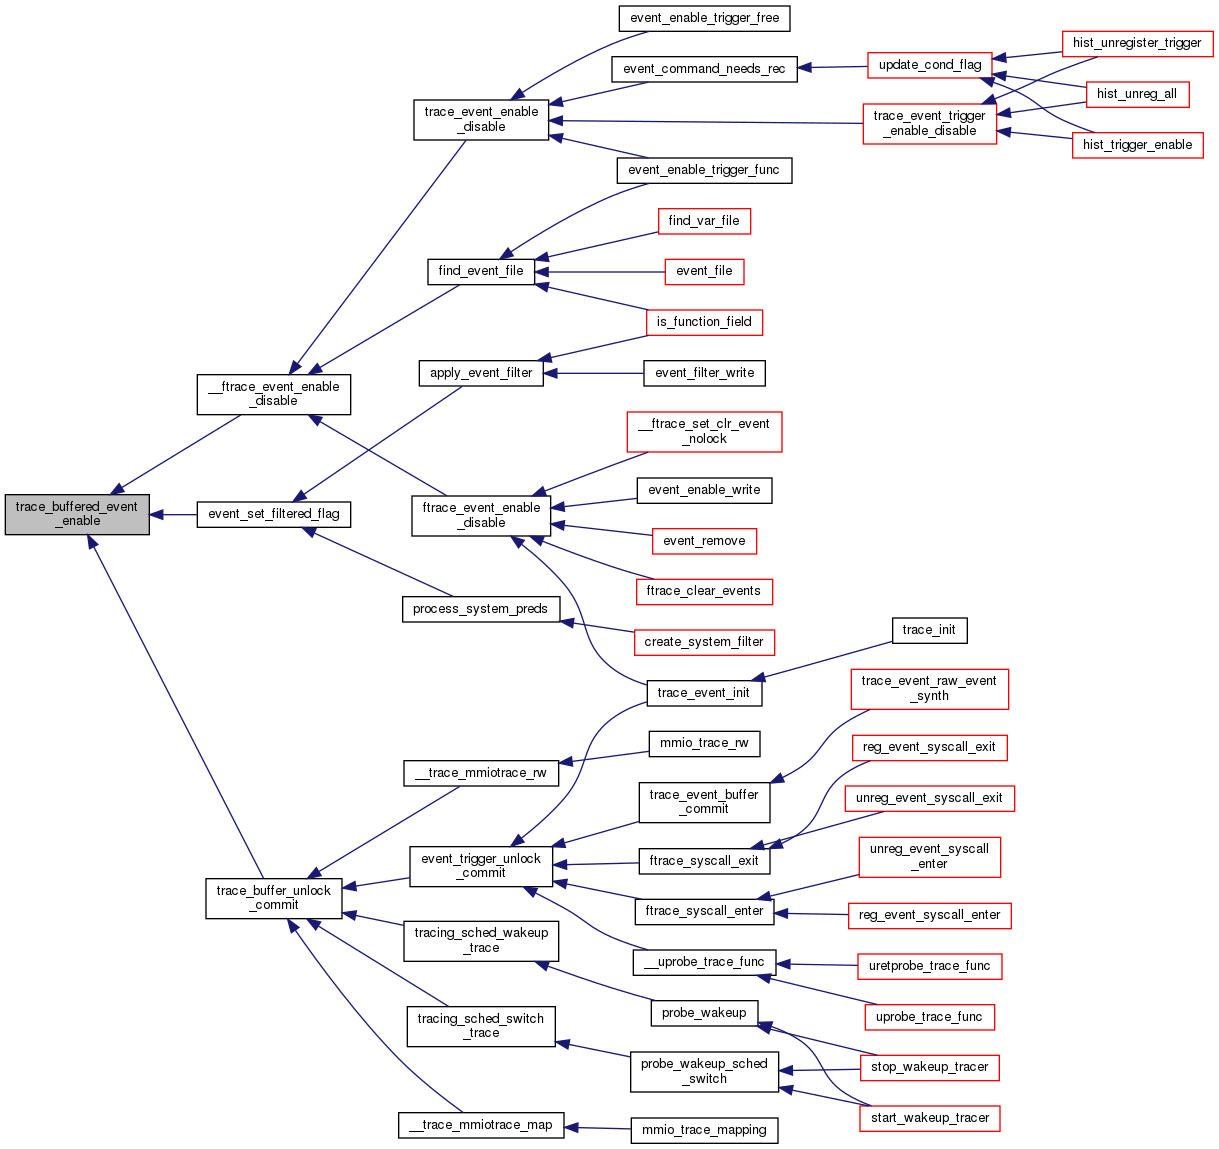 event_enable_trigger_free
hist_unregister_trigger
event_command_needs_rec
update_cond_flag
hist_unreg_all
trace_event_enable
_disable
trace_event_trigger
_enable_disable
hist_trigger_enable
event_enable_trigger_func
find_var_file
find_event_file
event_file
is_function_field
apply_event_filter
event_filter_write
__ftrace_event_enable
_disable
__ftrace_set_clr_event
_nolock
event_enable_write
trace_buffered_event
_enable
event_set_filtered_flag
ftrace_event_enable
_disable
event_remove
ftrace_clear_events
process_system_preds
create_system_filter
trace_init
trace_event_init
trace_event_raw_event
_synth
mmio_trace_rw
reg_event_syscall_exit
__trace_mmiotrace_rw
trace_event_buffer
_commit
unreg_event_syscall_exit
event_trigger_unlock
_commit
ftrace_syscall_exit
unreg_event_syscall
_enter
trace_buffer_unlock
_commit
ftrace_syscall_enter
reg_event_syscall_enter
tracing_sched_wakeup
_trace
__uprobe_trace_func
uretprobe_trace_func
probe_wakeup
uprobe_trace_func
tracing_sched_switch
_trace
probe_wakeup_sched
_switch
stop_wakeup_tracer
start_wakeup_tracer
__trace_mmiotrace_map
mmio_trace_mapping